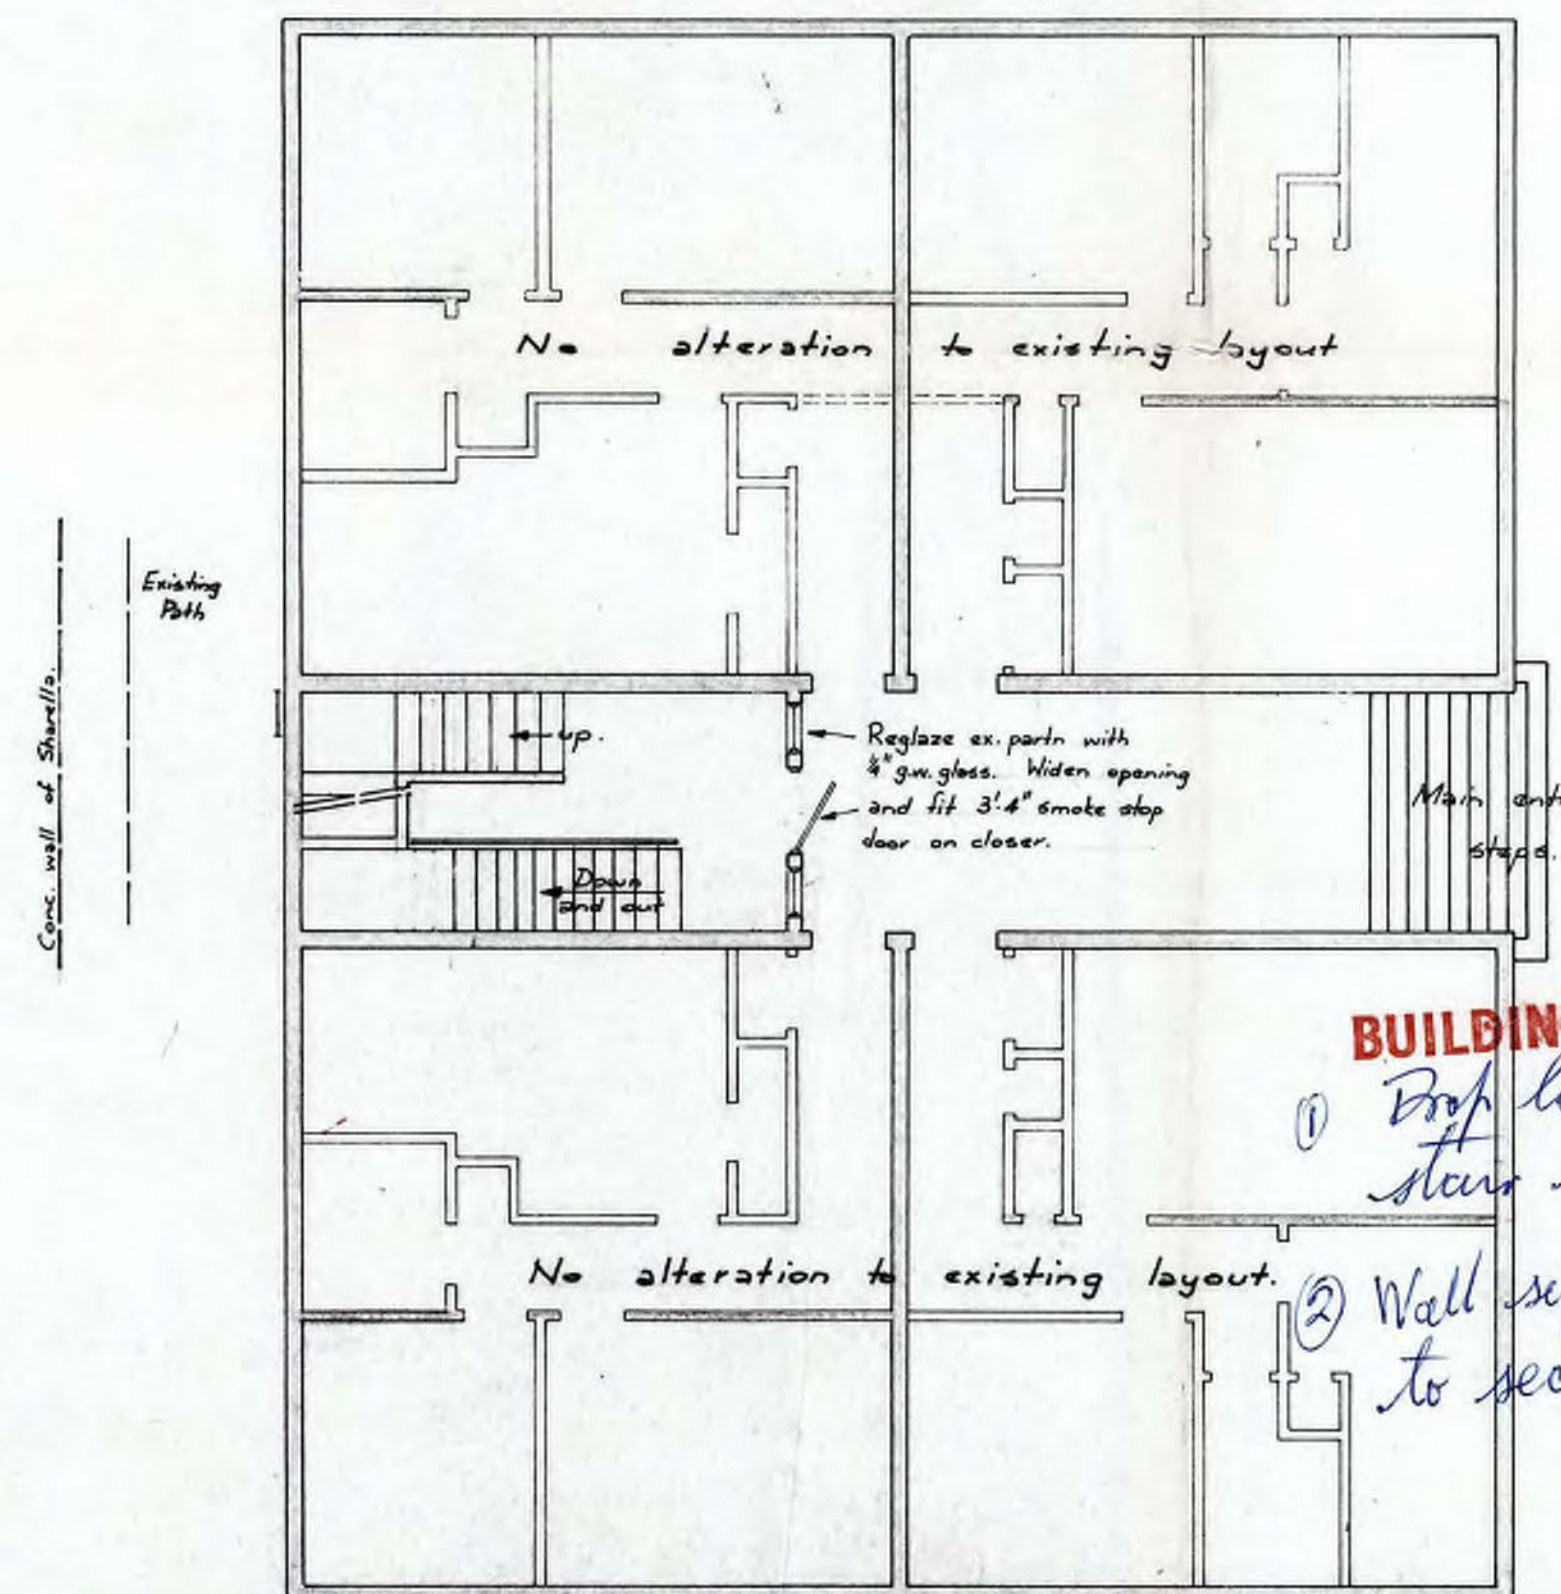 No alteration to existing layout
Existing
Path
Conc. wall of Sharella.
up.
Reglaze ex. partn with
¼" g.w. glass. Widen opening
and fit 3'.4" smoke stop
door on closer.
Main
steps.
Down
and out
BUILDIN
① Drop
stair
No alteration to existing layout.
② Wall
to